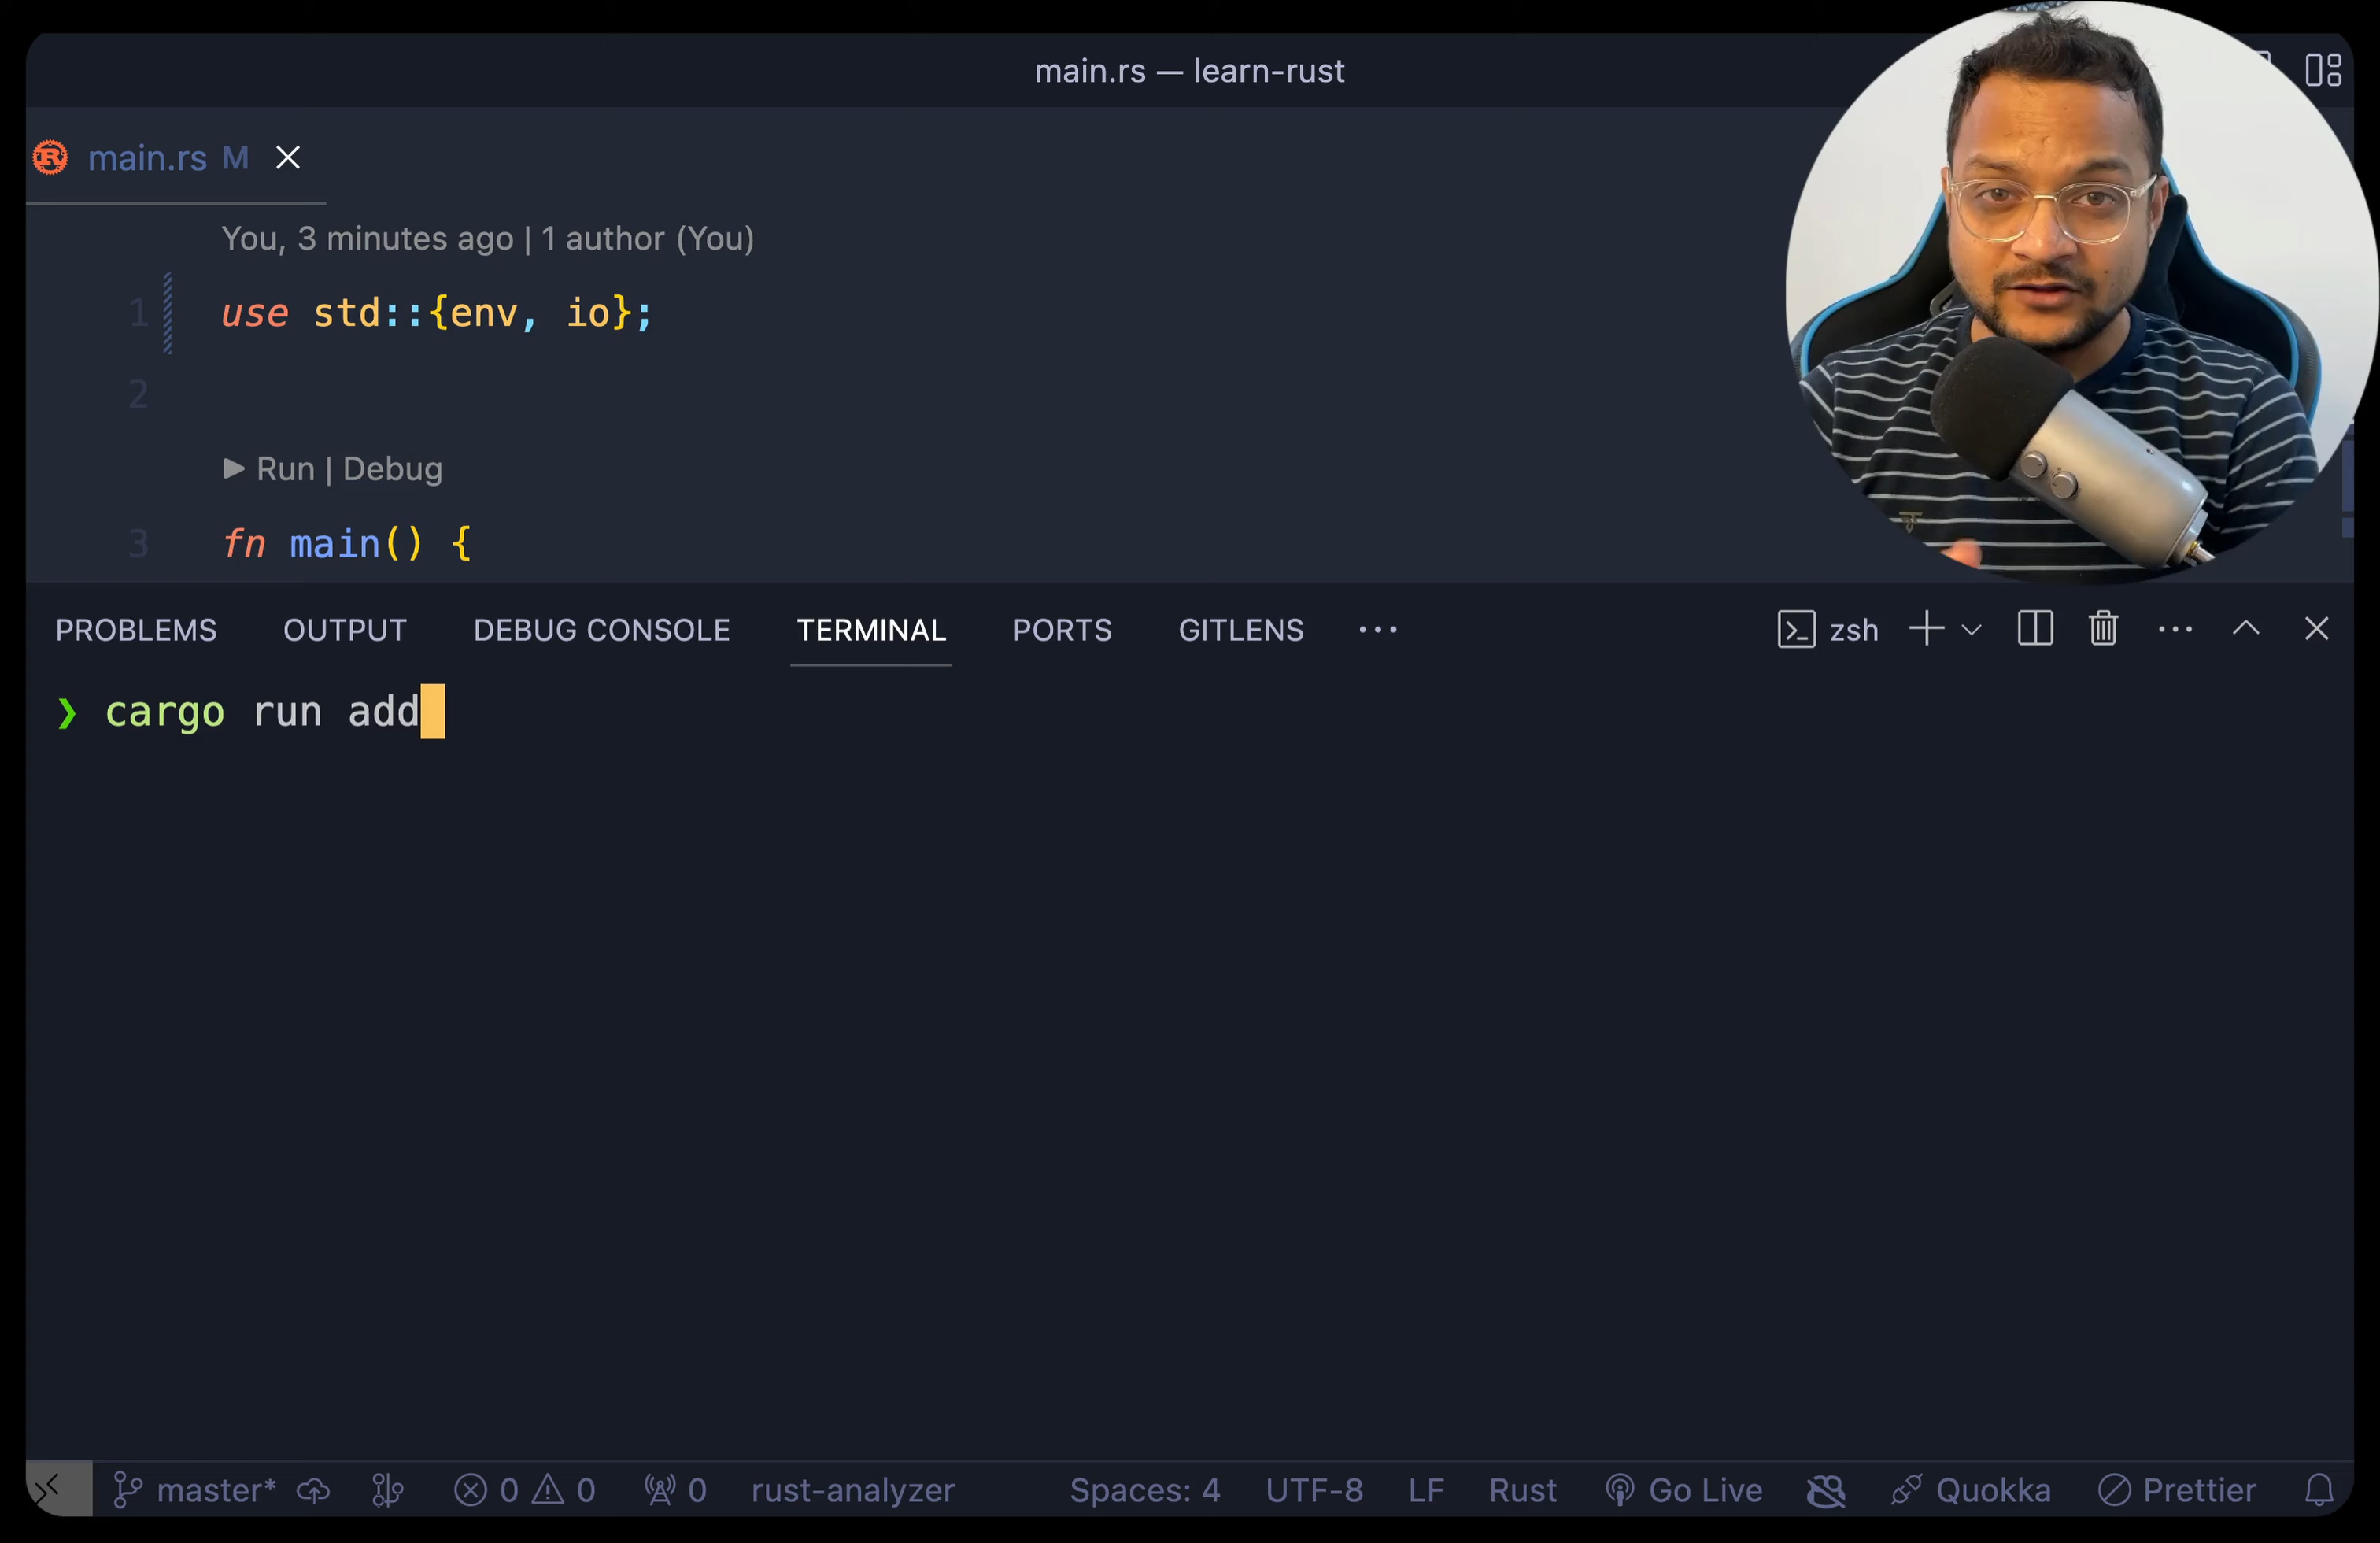 main.rs — learn-rust
main.rs M
You, 3 minutes ago | 1 author (You)
1 use std::{env, io};
2
Run | Debug
3 fn main() {
PROBLEMS OUTPUT DEBUG CONSOLE TERMINAL PORTS GITLENS ... zsh
❯ cargo run add
master* 0 0 0 rust-analyzer Spaces: 4 UTF-8 LF Rust Go Live Quokka Prettier